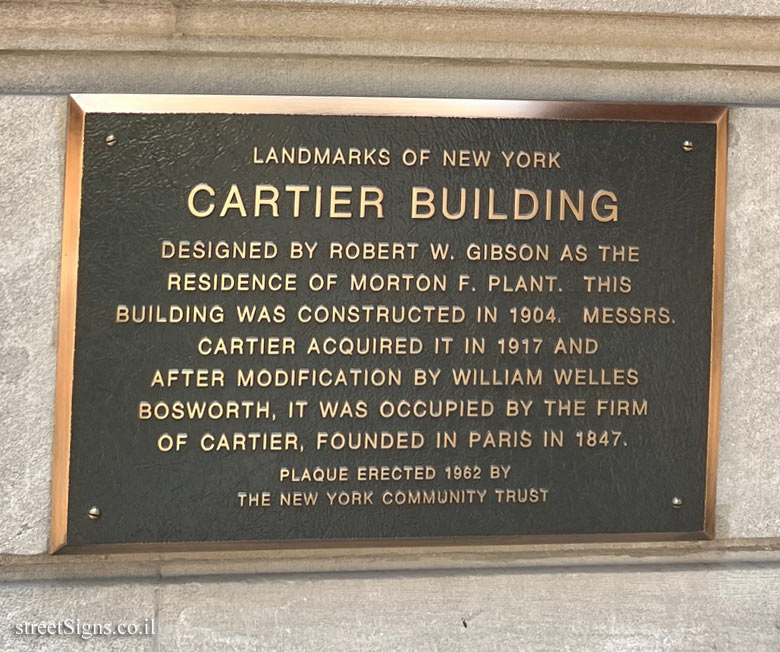 LANDMARKS OF NEW YORK
CARTIER BUILDING
DESIGNED BY ROBERT W. GIBSON AS THE
RESIDENCE OF MORTON F. PLANT. THIS
BUILDING WAS CONSTRUCTED IN 1904. MESSRS.
CARTIER ACQUIRED IT IN 1917 AND
AFTER MODIFICATION BY WILLIAM WELLES
BOSWORTH, IT WAS OCCUPIED BY THE FIRM
OF CARTIER, FOUNDED IN PARIS IN 1847.
PLAQUE ERECTED 1962 BY
THE NEW YORK COMMUNITY TRUST
streetSigns.co.il